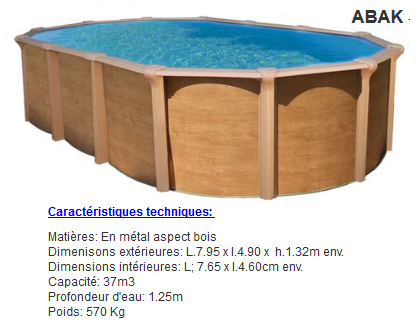 ABAK -
Caractéristiques techniques:
Matières: En métal aspect bois
Dimenisons extérieures: L.7.95 x l.4.90 x h.1.32m env.
Dimensions intérieures: L; 7.65 x l.4.60cm env.
Capacité: 37m3
Profondeur d'eau: 1.25m
Poids: 570 Kg